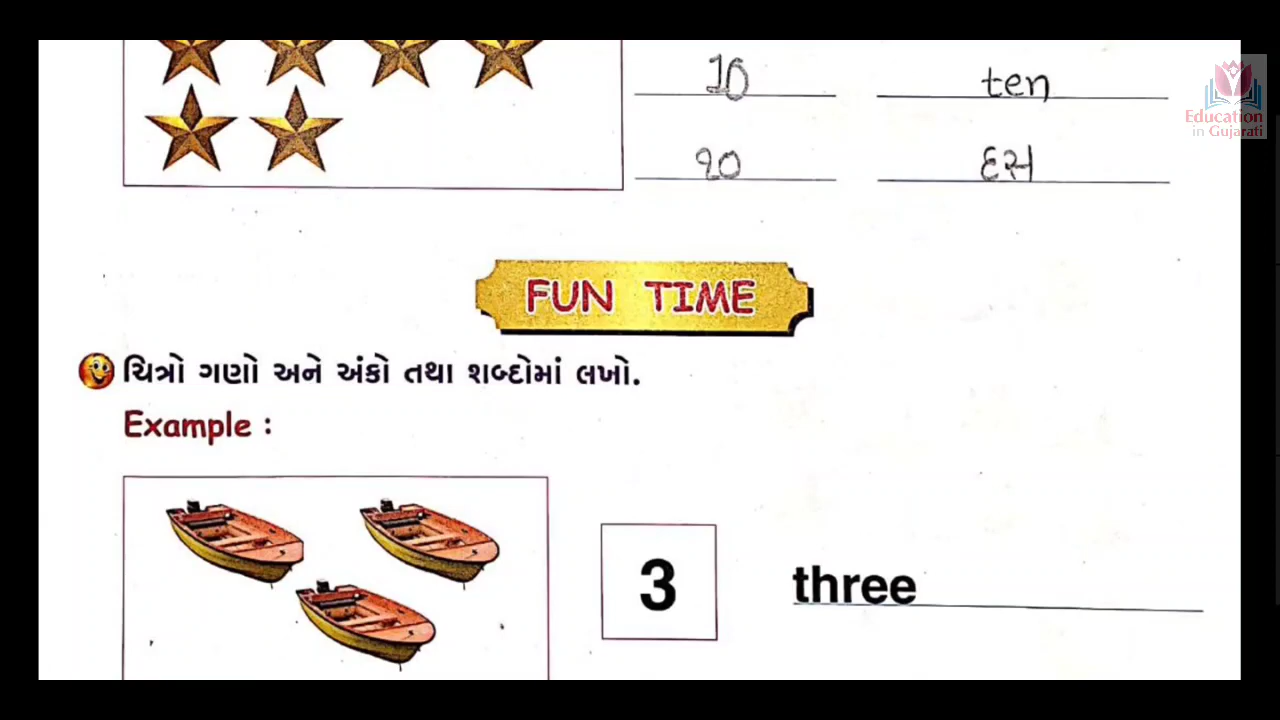 10 ten
Education
in Gujarati
૧૦ દસ
FUN TIME
ચિત્રો ગણો અને અંકો તથા શબ્દોમાં લખો.
Example :
3 three